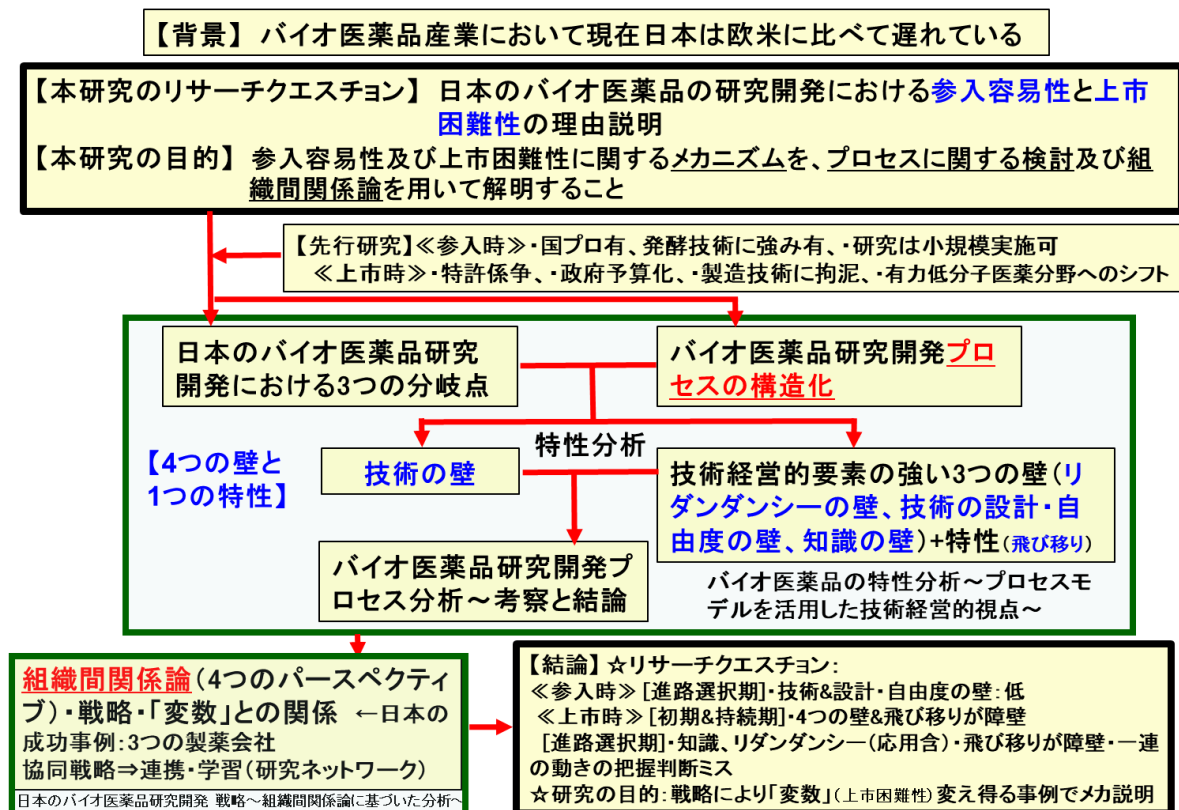 【背景】 バイオ医薬品産業において現在日本は欧米に比べて遅れている
【本研究のリサーチクエスチョン】 日本のバイオ医薬品の研究開発における参入容易性と上市
困難性の理由説明
【本研究の目的】 参入容易性及び上市困難性に関するメカニズムを、プロセスに関する検討及び組
織間関係論を用いて解明すること
【先行研究】≪参入時≫・国プロ有、発酵技術に強み有、・研究は小規模実施可
≪上市時≫・特許係争、・政府予算化、・製造技術に拘泥、・有力低分子医薬分野へのシフト
日本のバイオ医薬品研究
開発における3つの分岐点
バイオ医薬品研究開発プロ
セスの構造化
特性分析
【4つの壁と
1つの特性】
技術の壁
技術経営的要素の強い3つの壁(リ
ダンダンシーの壁、技術の設計・自
由度の壁、知識の壁)+特性(飛び移り)
バイオ医薬品研究開発プ
ロセス分析～考察と結論
バイオ医薬品の特性分析～プロセスモ
デルを活用した技術経営的視点～
組織間関係論(4つのパースペクティ
ブ)・戦略・「変数」との関係 ←日本の
成功事例:3つの製薬会社
協同戦略⇒連携・学習(研究ネットワーク)
日本のバイオ医薬品研究開発 戦略～組織間関係論に基づいた分析～
【結論】☆リサーチクエスチョン:
≪参入時≫[進路選択期]・技術&設計・自由度の壁:低
≪上市時≫[初期&持続期]・4つの壁&飛び移りが障壁
[進路選択期]・知識、リダンダンシー(応用含)・飛び移りが障壁・一連
の動きの把握判断ミス
☆研究の目的:戦略により「変数」(上市困難性)変え得る事例でメカ説明